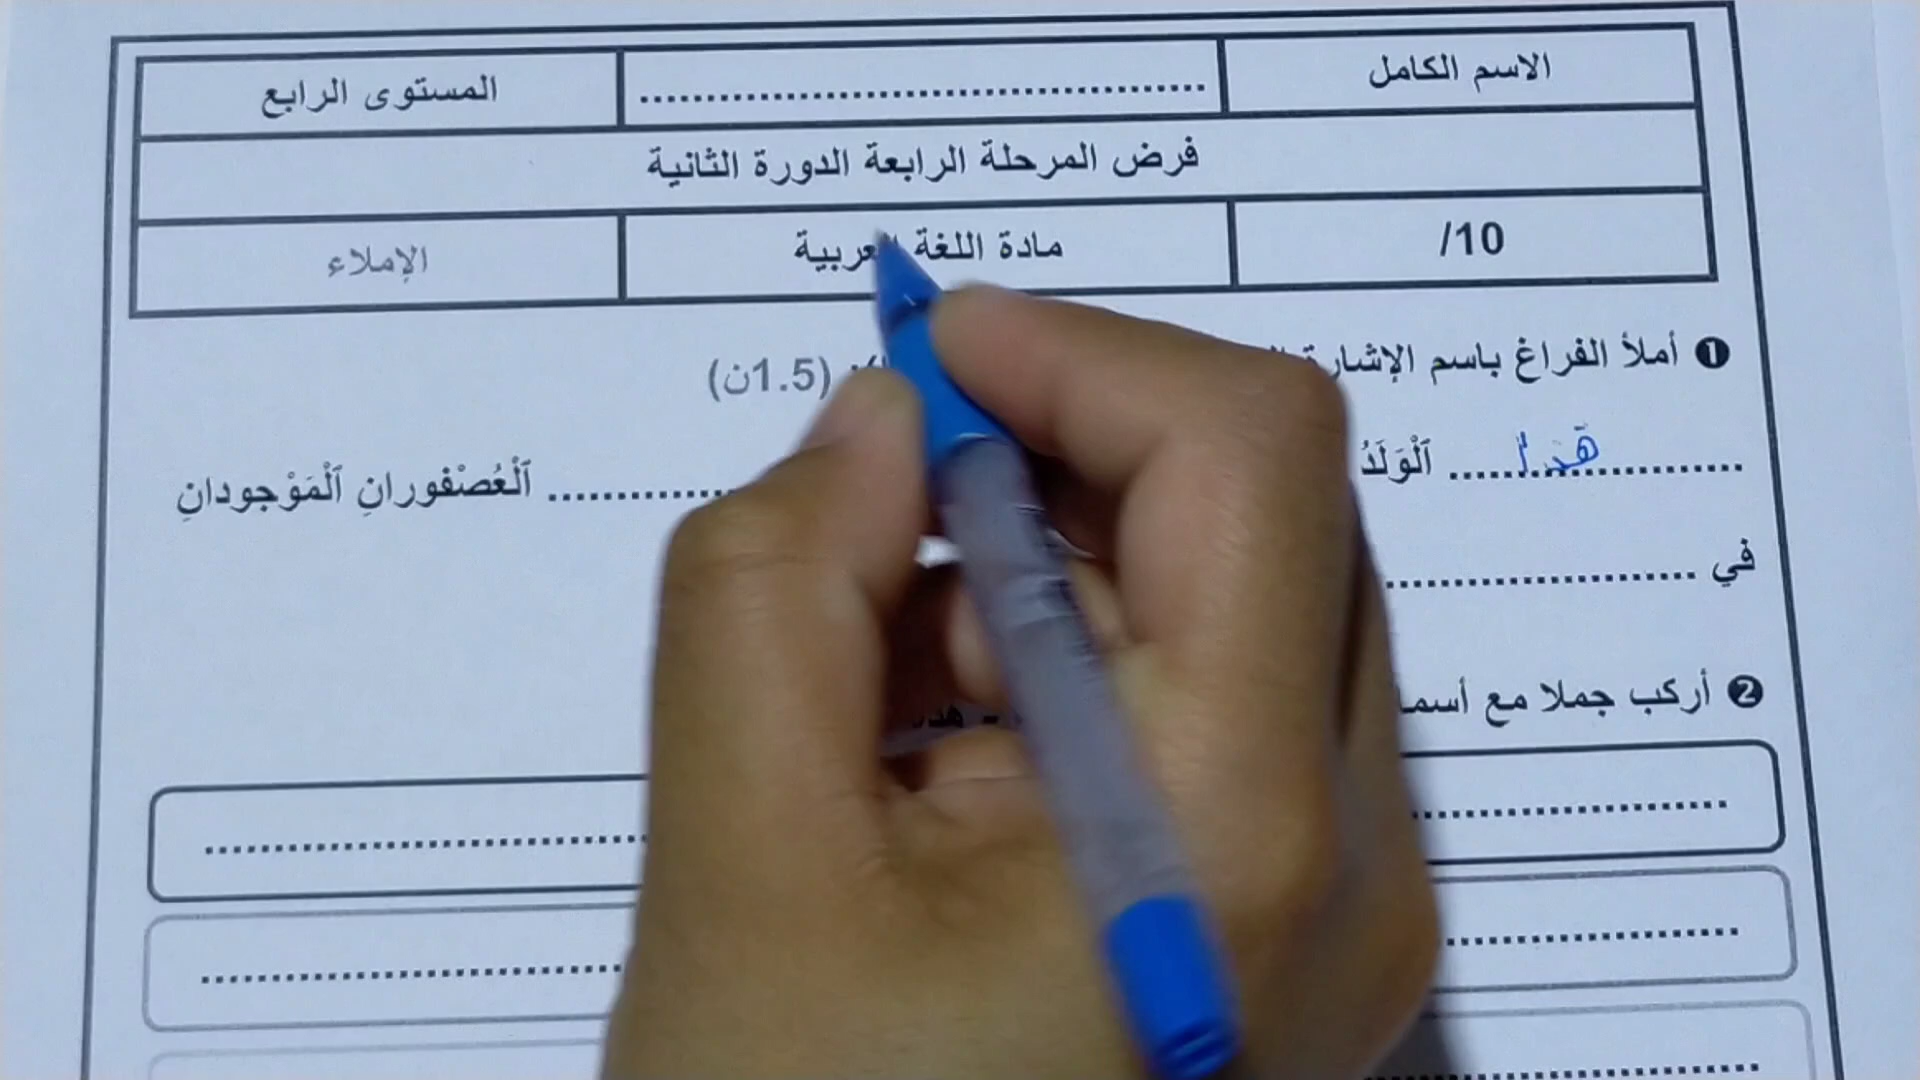 الاسم الكامل ........................................ المستوى الرابع
فرض المرحلة الرابعة الدورة الثانية
/10 مادة اللغة العربية الإملاء
❶ أملأ الفراغ باسم الإشارة (1.5ن)
هذا ٱلْوَلَدُ .............. ٱلْعُصْفورانِ ٱلْمَوْجودانِ
في ......................
❷ أركب جملا مع